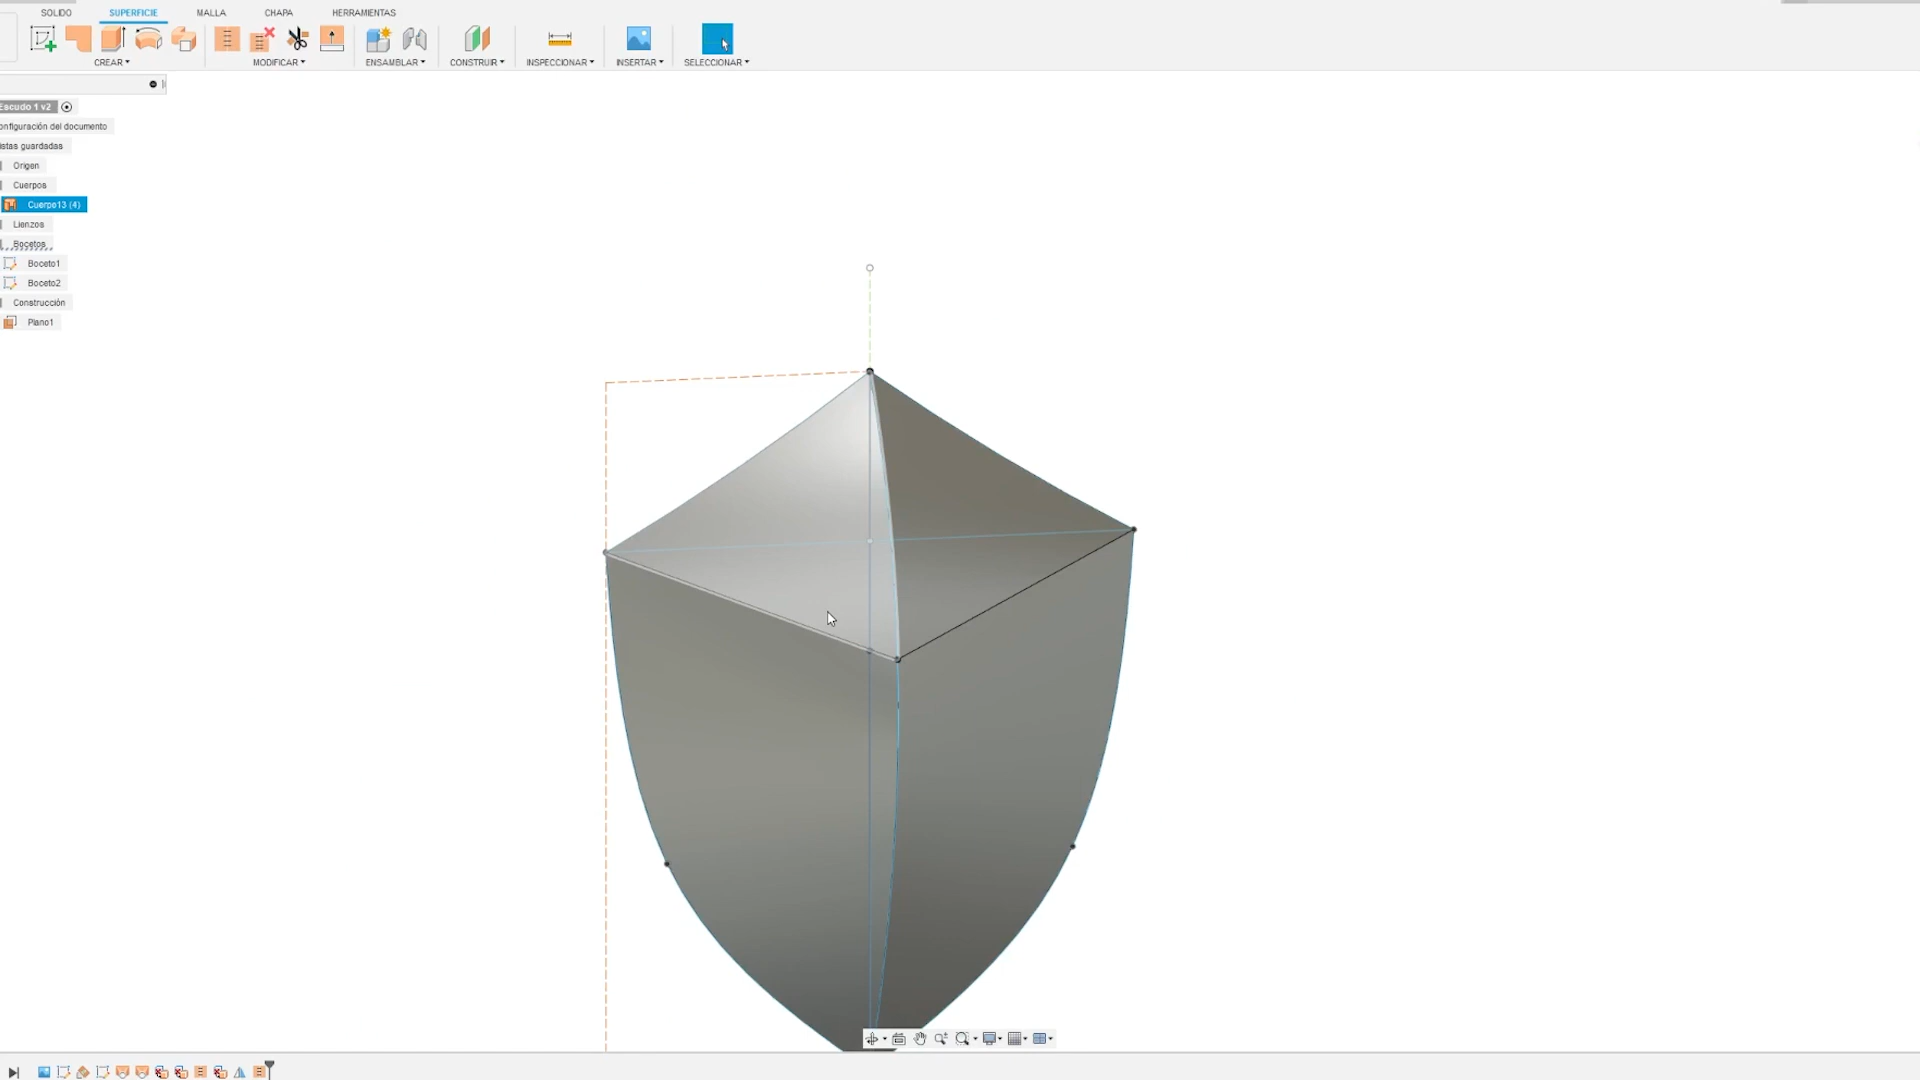 SOLIDO SUPERFICIE MALLA CHAPA HERRAMIENTAS
CREAR MODIFICAR ENSAMBLAR CONSTRUIR INSPECCIONAR INSERTAR SELECCIONAR
Escudo 1 v2
onfiguración del documento
istas guardadas
Origen
Cuerpos
Cuerpo13 (4)
Lienzos
Bocetos
Boceto1
Boceto2
Construcción
Plano1